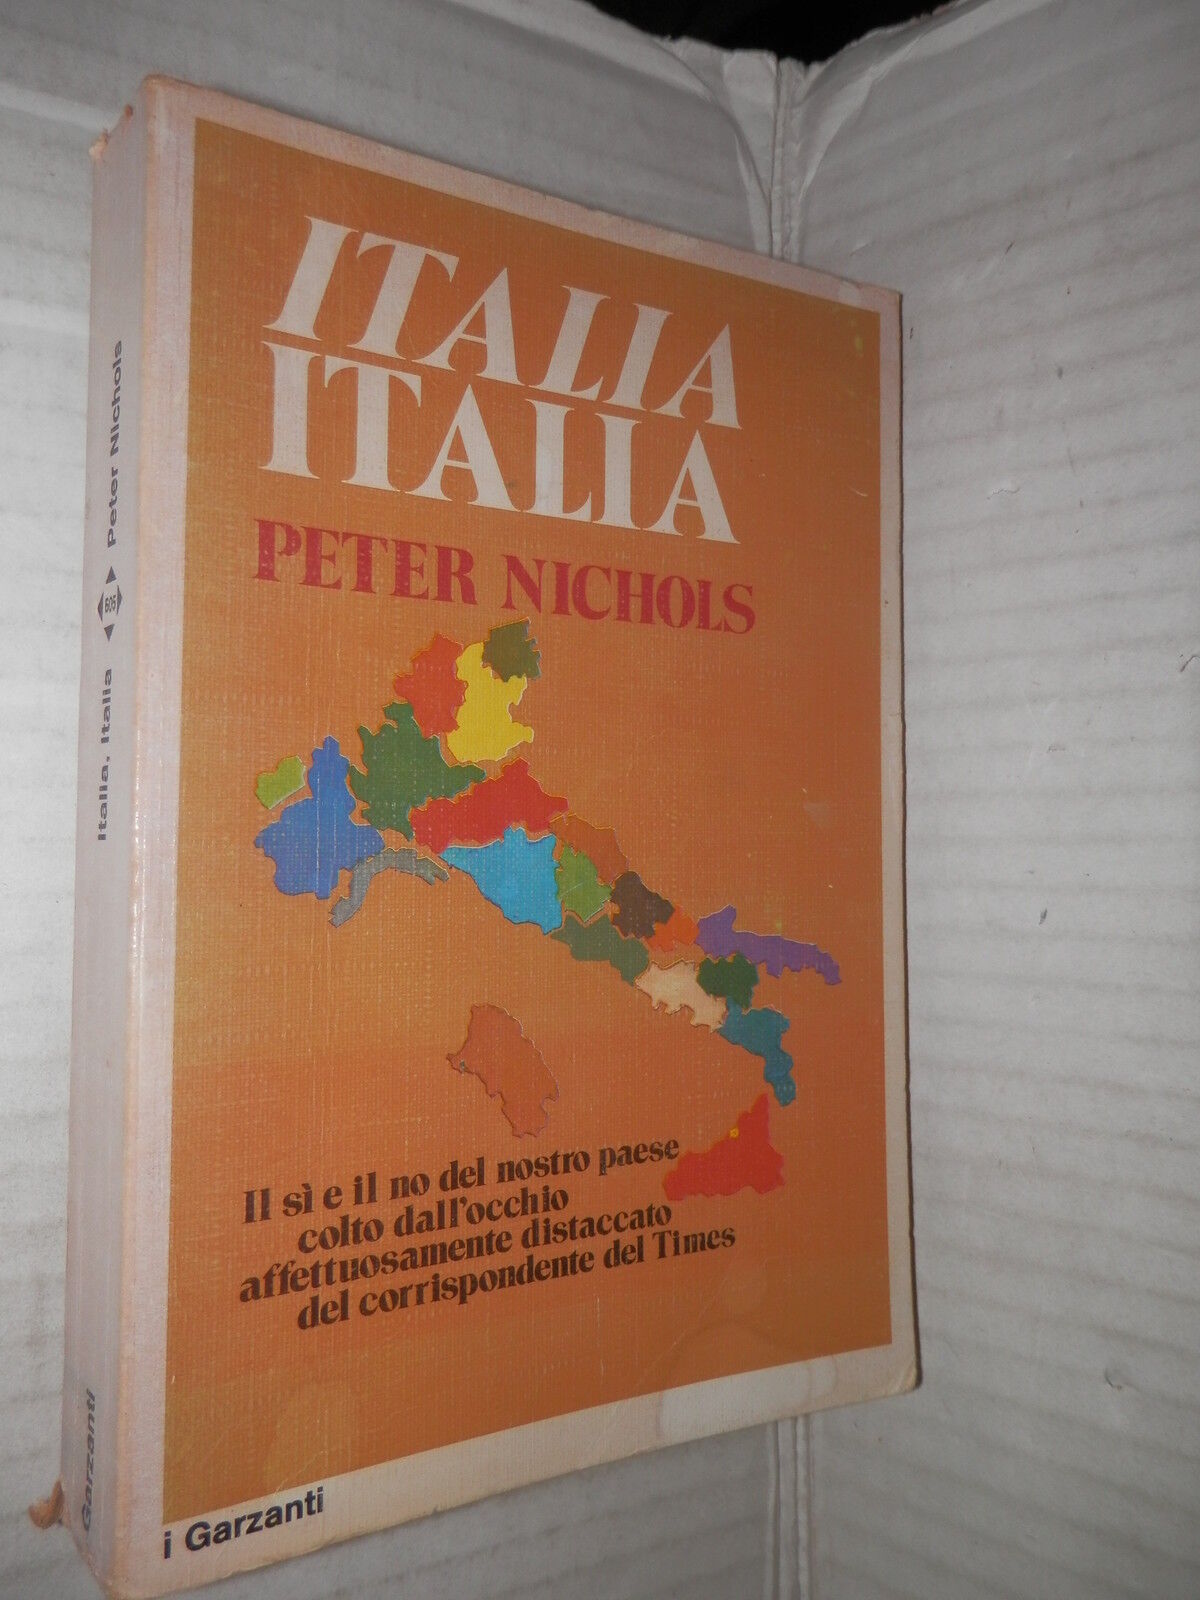 ITALIA
ITALIA
PETER NICHOLS
Il sì e il no del nostro paese
colto dall'occhio
affettuosamente distaccato
del corrispondente del Times
i Garzanti
Italia, Italia
Peter Nichols
Garzanti